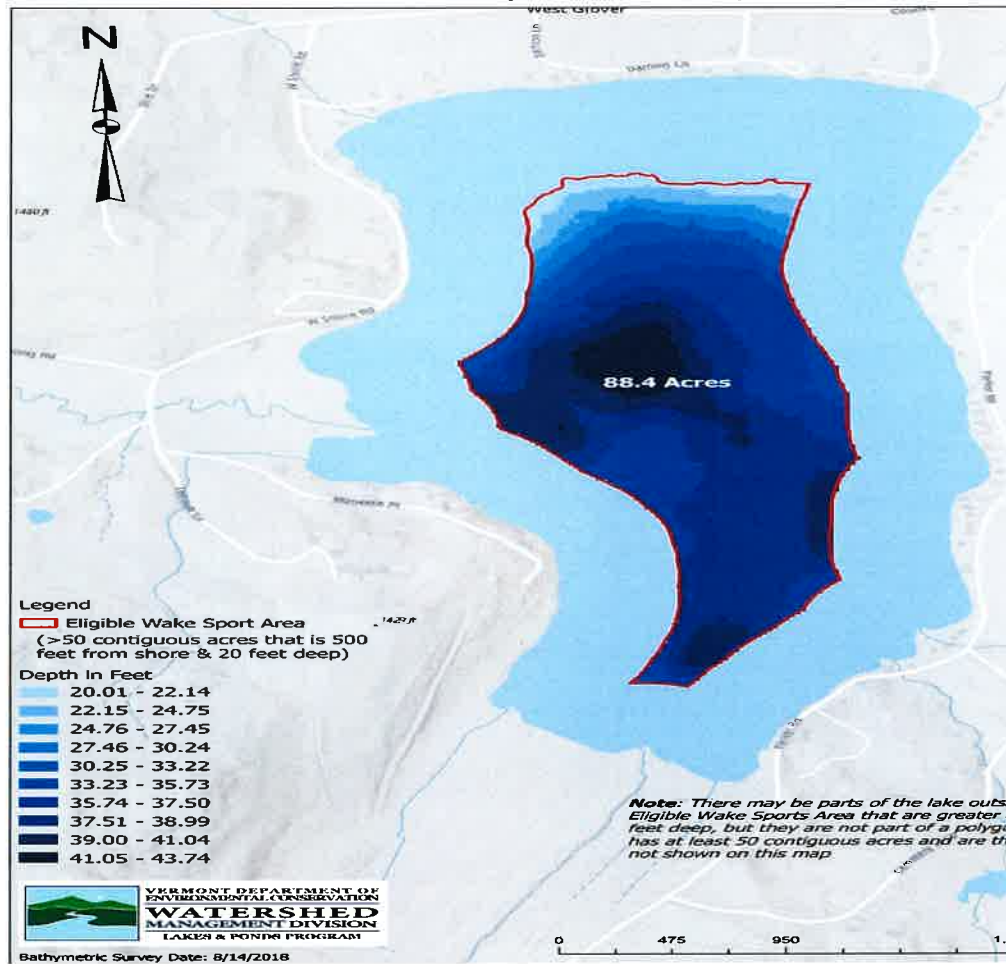 West Glover
N
1480 ft
88.4 Acres
1429 ft
Legend
Eligible Wake Sport Area
(>50 contiguous acres that is 500
feet from shore & 20 feet deep)
Depth In Feet
20.01 - 22.14
22.15 - 24.75
24.76 - 27.45
27.46 - 30.24
30.25 - 33.22
33.23 - 35.73
35.74 - 37.50
37.51 - 38.99
39.00 - 41.04
41.05 - 43.74
Note: There may be parts of the lake outs
Eligible Wake Sports Area that are greater
feet deep, but they are not part of a polyg
has at least 50 contiguous acres and are th
not shown on this map
VERMONT DEPARTMENT OF
ENVIRONMENTAL CONSERVATION
WATERSHED
MANAGEMENT DIVISION
LAKES & PONDS PROGRAM
Bathymetric Survey Date: 8/14/2018
0 475 950 1,